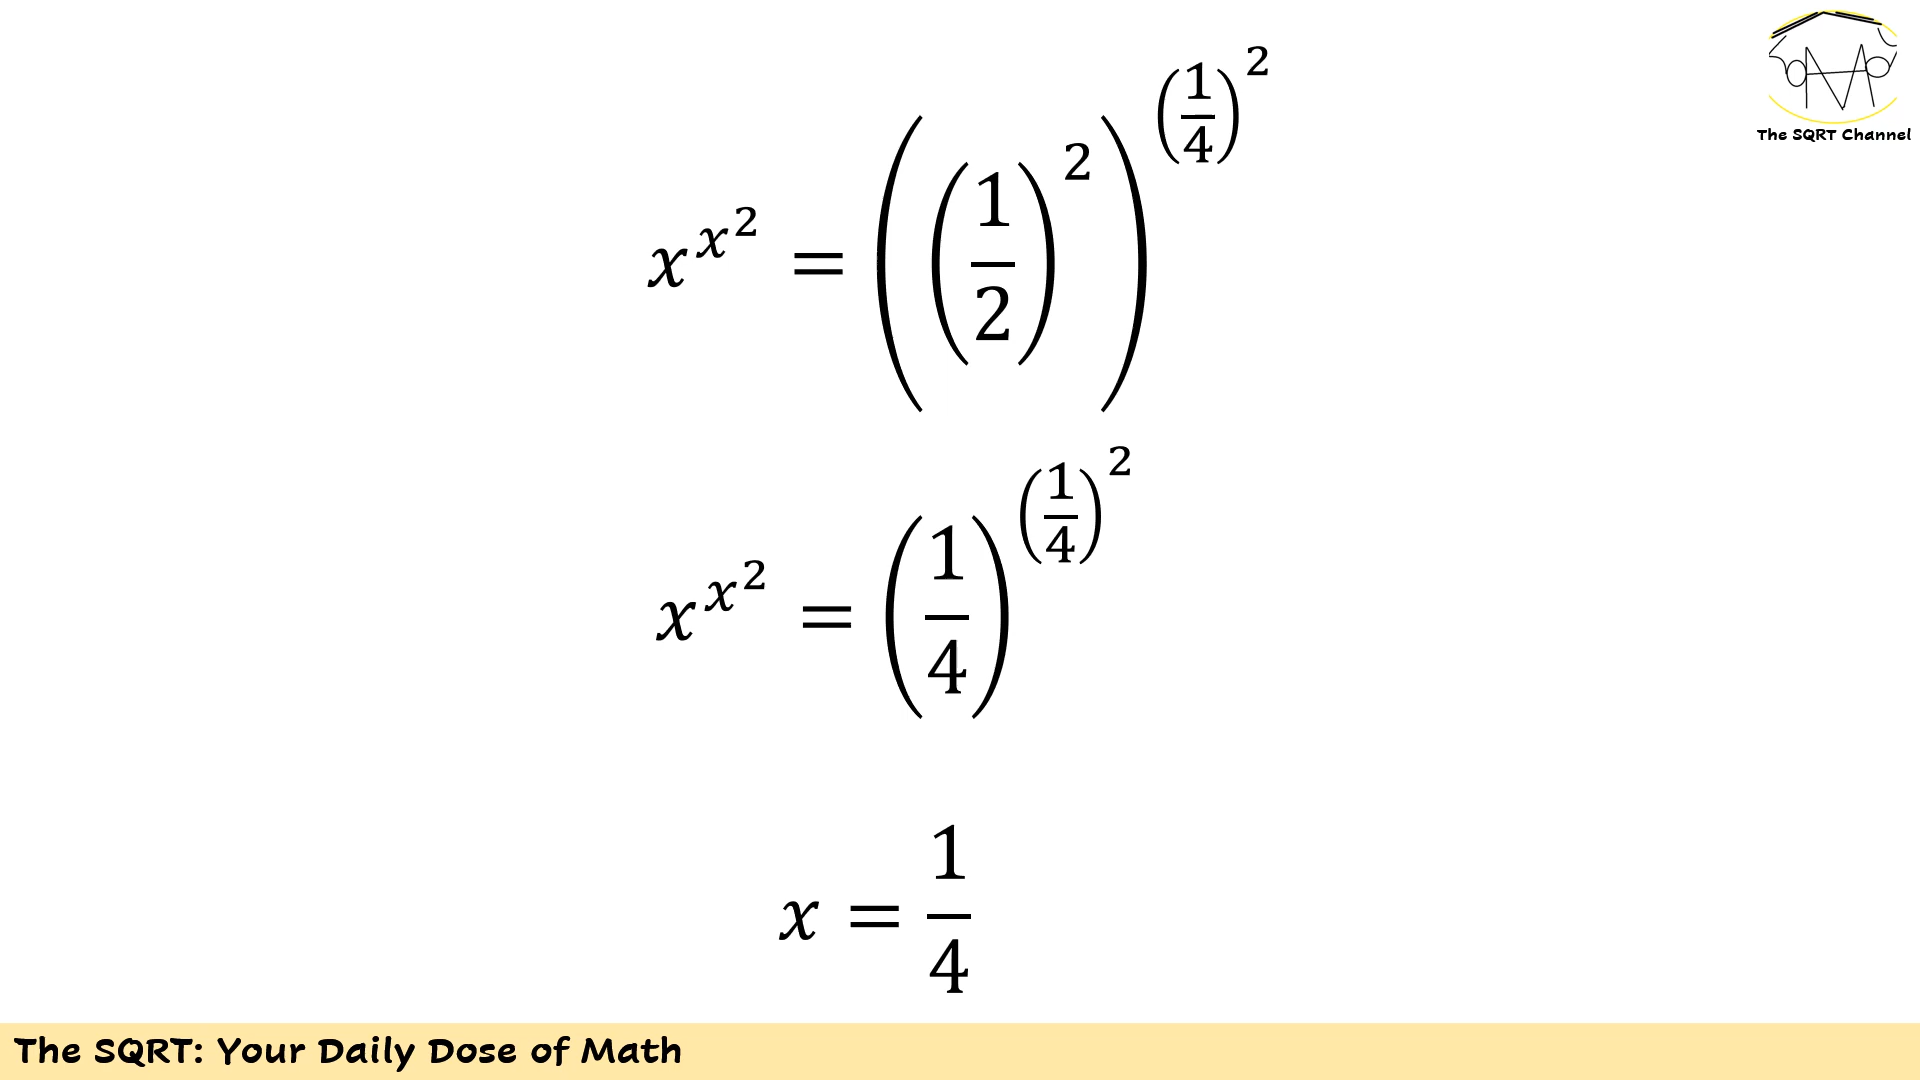 The SQRT Channel
x^{x^2} = ((1/2)^2)^{(1/4)^2}
x^{x^2} = (1/4)^{(1/4)^2}
x = 1/4
The SQRT: Your Daily Dose of Math